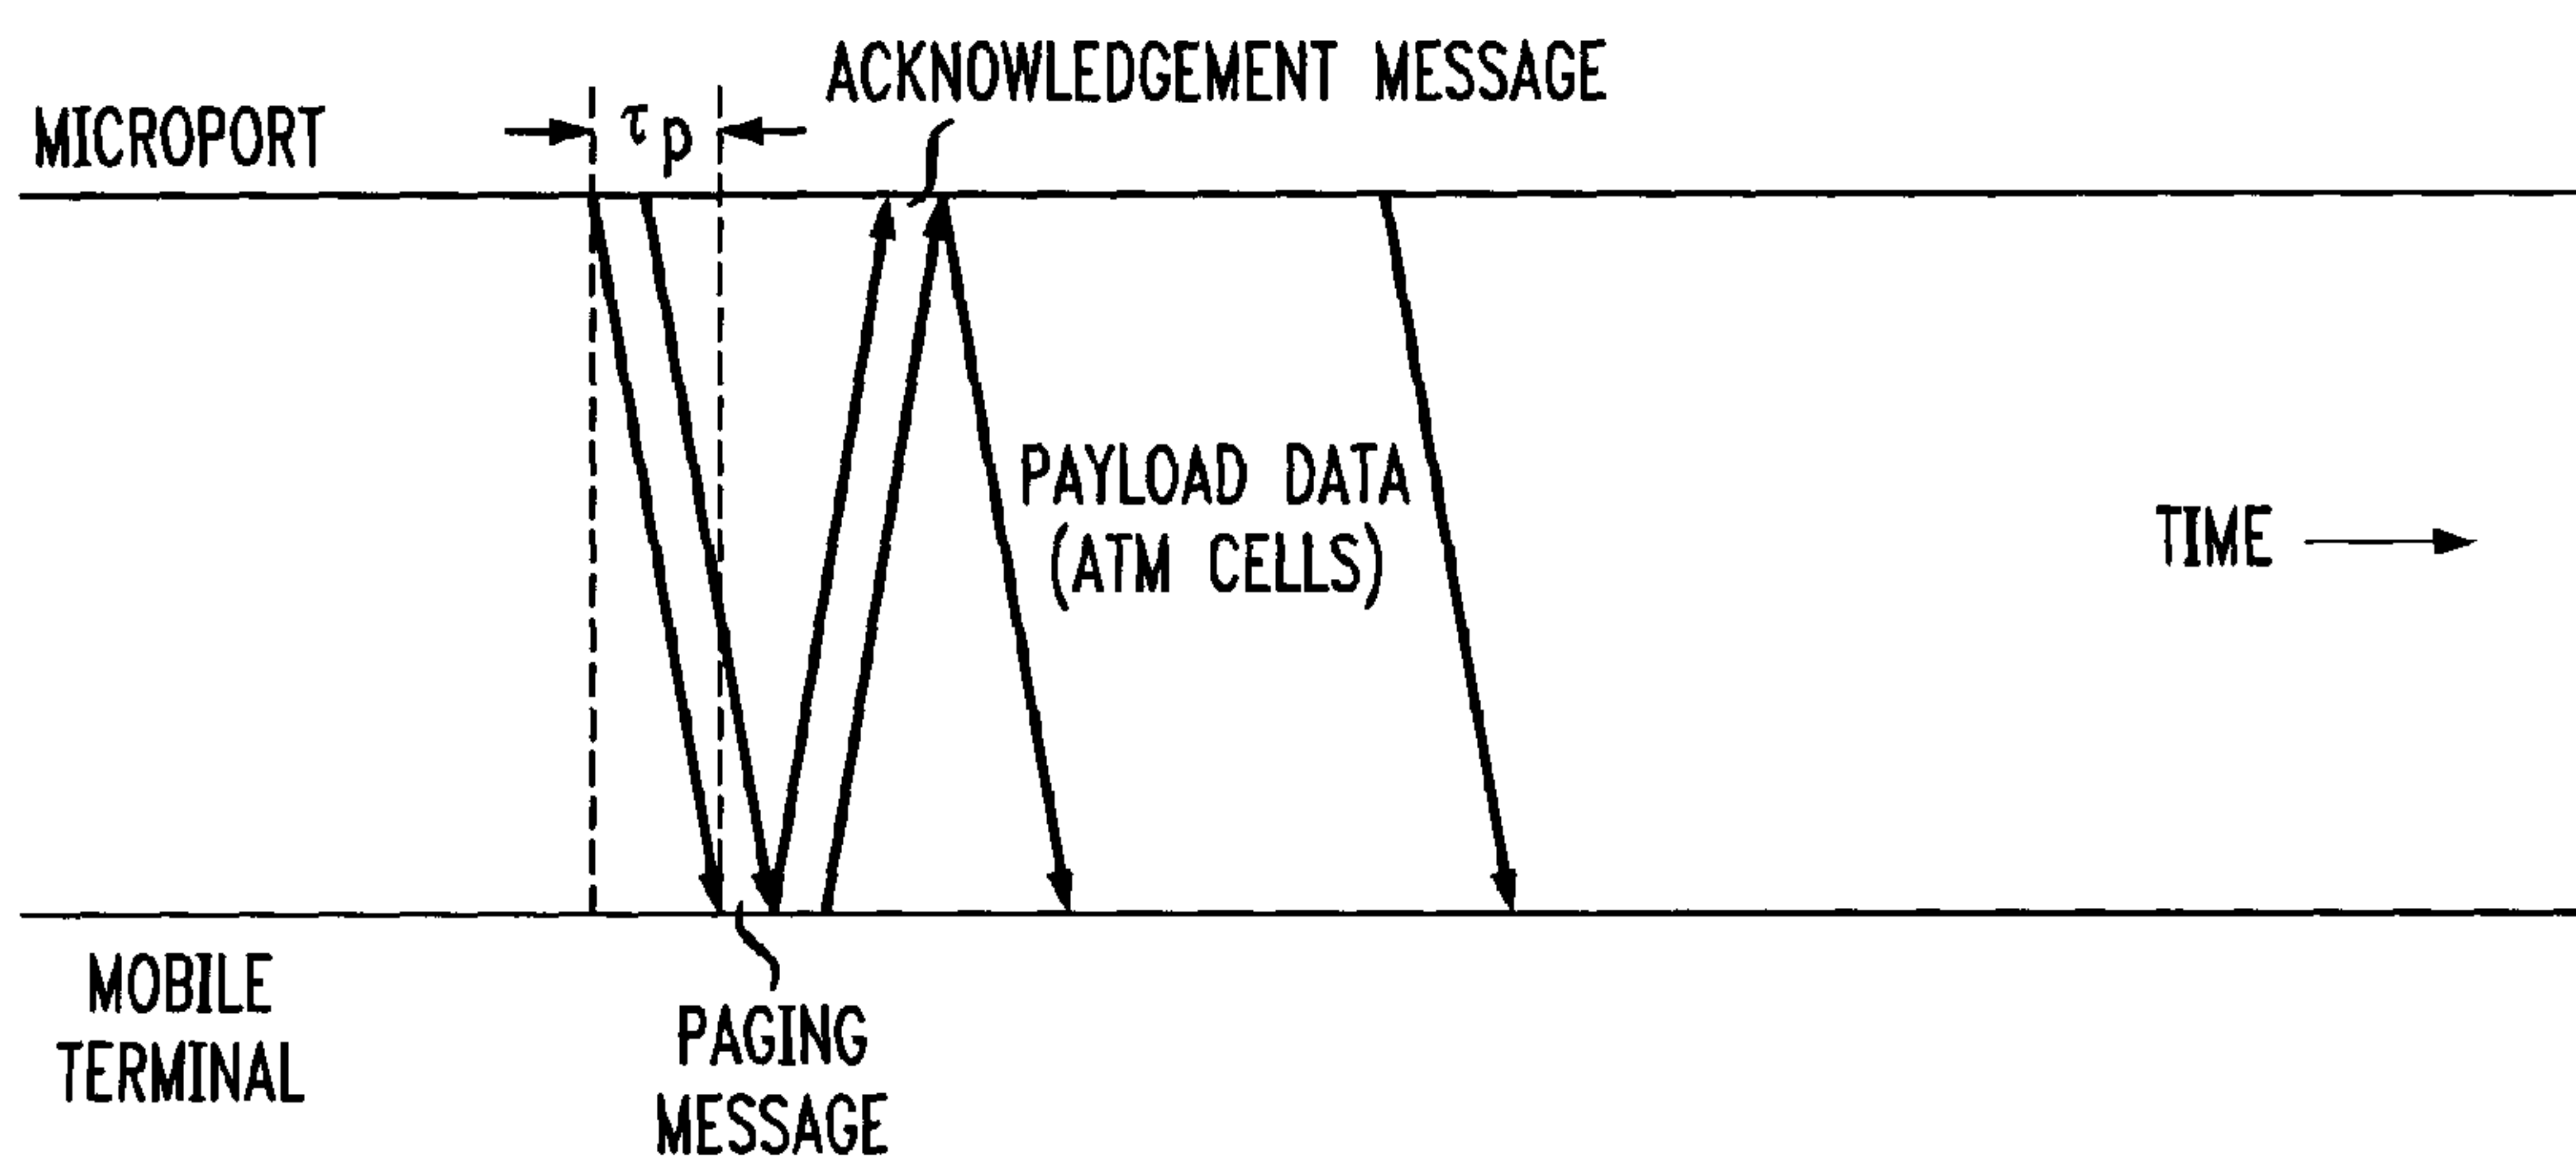 ACKNOWLEDGEMENT MESSAGE
MICROPORT
τp
PAYLOAD DATA
(ATM CELLS)
TIME
MOBILE
TERMINAL
PAGING
MESSAGE